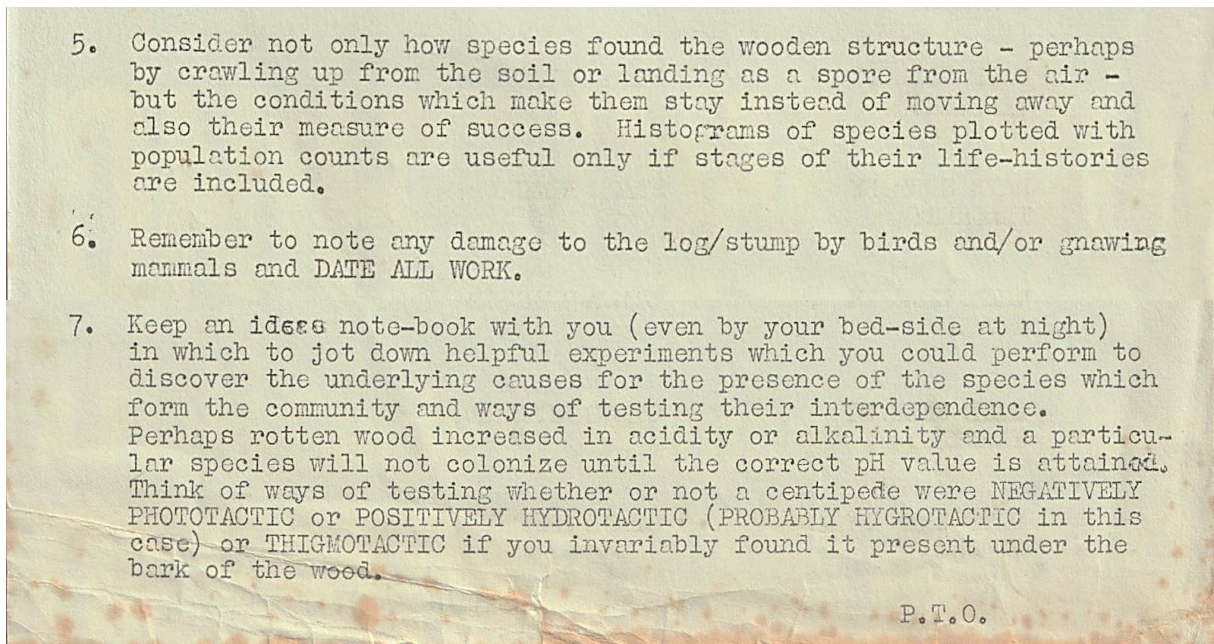 5. Consider not only how species found the wooden structure - perhaps
by crawling up from the soil or landing as a spore from the air -
but the conditions which make them stay instead of moving away and
also their measure of success. Histograms of species plotted with
population counts are useful only if stages of their life-histories
are included.
6. Remember to note any damage to the log/stump by birds and/or gnawing
mammals and DATE ALL WORK.
7. Keep an ideas note-book with you (even by your bed-side at night)
in which to jot down helpful experiments which you could perform to
discover the underlying causes for the presence of the species which
form the community and ways of testing their interdependence.
Perhaps rotten wood increased in acidity or alkalinity and a particu-
lar species will not colonize until the correct pH value is attained.
Think of ways of testing whether or not a centipede were NEGATIVELY
PHOTOTACTIC or POSITIVELY HYDROTACTIC (PROBABLY HYGROTACTIC in this
case) or THIGMOTACTIC if you invariably found it present under the
bark of the wood.
P.T.O.